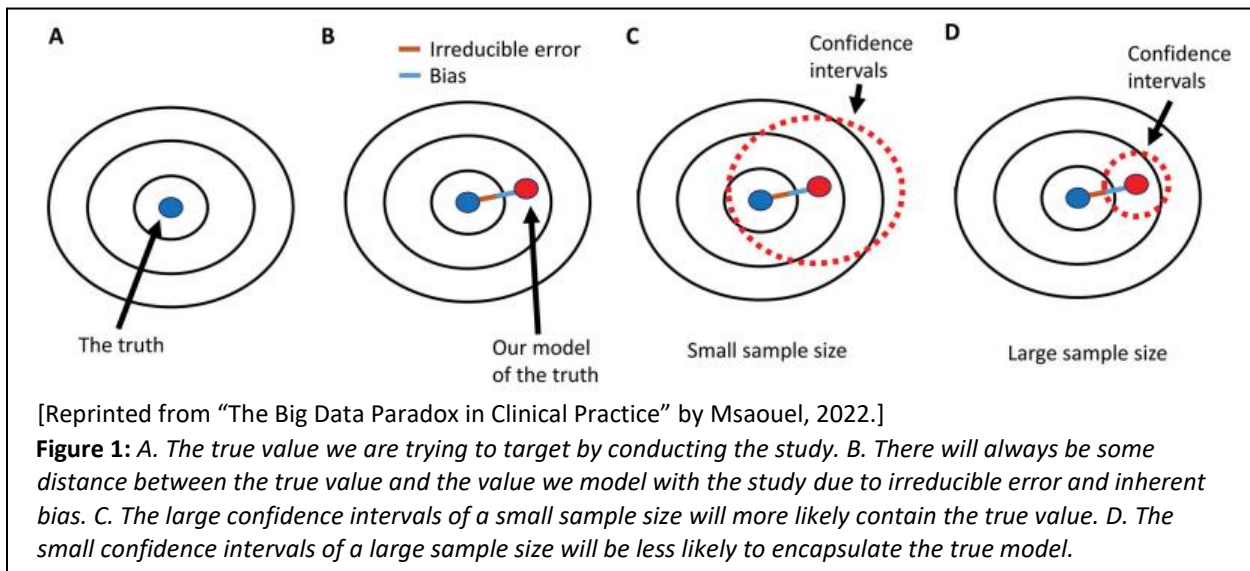 A
B
C
D
Irreducible error
Bias
Confidence
intervals
Confidence
intervals
The truth
Our model
of the truth
Small sample size
Large sample size
[Reprinted from “The Big Data Paradox in Clinical Practice” by Msaouel, 2022.]
Figure 1: A. The true value we are trying to target by conducting the study. B. There will always be some
distance between the true value and the value we model with the study due to irreducible error and inherent
bias. C. The large confidence intervals of a small sample size will more likely contain the true value. D. The
small confidence intervals of a large sample size will be less likely to encapsulate the true model.